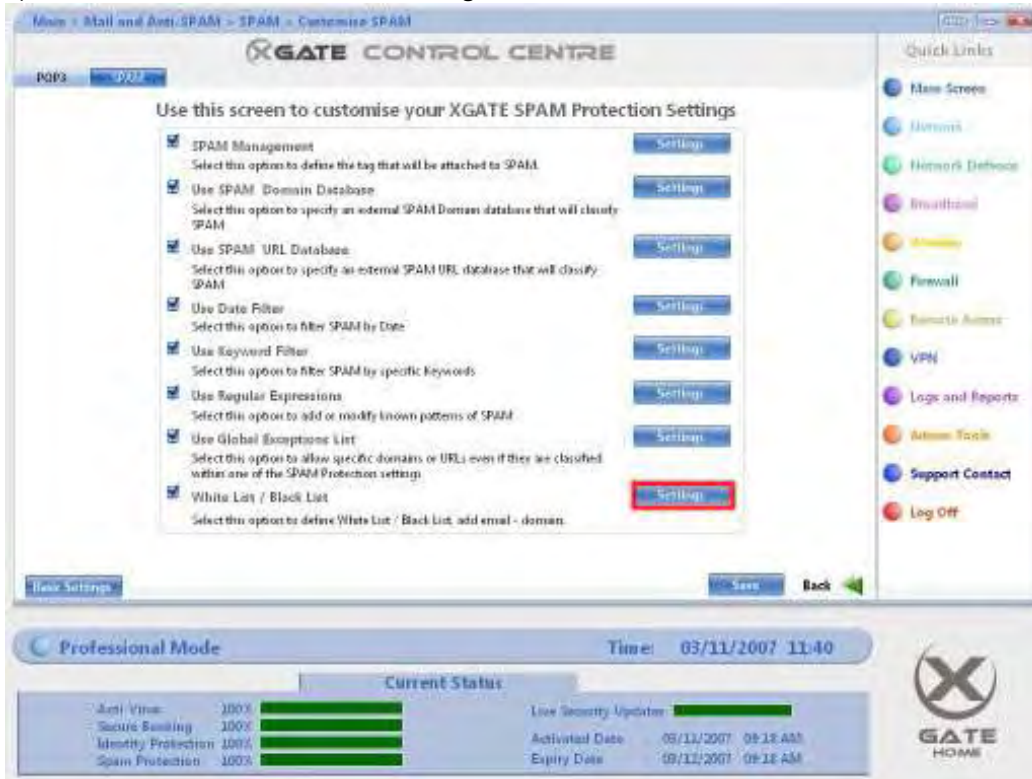 Main > Mail and Anti-SPAM > SPAM > Customise SPAM
XGATE CONTROL CENTRE
POP3 SPAM
Use this screen to customise your XGATE SPAM Protection Settings
SPAM Management Settings
Select this option to define the tag that will be attached to SPAM.
Use SPAM Domain Database Settings
Select this option to specify an external SPAM Domain database that will classify
SPAM
Use SPAM URL Database Settings
Select this option to specify an external SPAM URL database that will classify
SPAM
Use Date Filter Settings
Select this option to filter SPAM by Date
Use Keyword Filter Settings
Select this option to filter SPAM by specific Keywords
Use Regular Expressions Settings
Select this option to add or modify known patterns of SPAM
Use Global Exceptions List Settings
Select this option to allow specific domains or URLs even if they are classified
within one of the SPAM Protection settings
White List / Black List Settings
Select this option to define White List / Black List, add email - domain.
Basic Settings
Save Back
Quick Links
Main Screen
Network Defence
Broadband
Firewall
Remote Access
VPN
Logs and Reports
Admin Tools
Support Contact
Log Off
Professional Mode Time: 03/11/2007 11:40
Current Status
Anti Virus 100%
Secure Banking 100%
Identity Protection 100%
Spam Protection 100%
Live Security Updates
Activated Date 09:18 AM
Expiry Date 09:18 AM
X
GATE
HOME